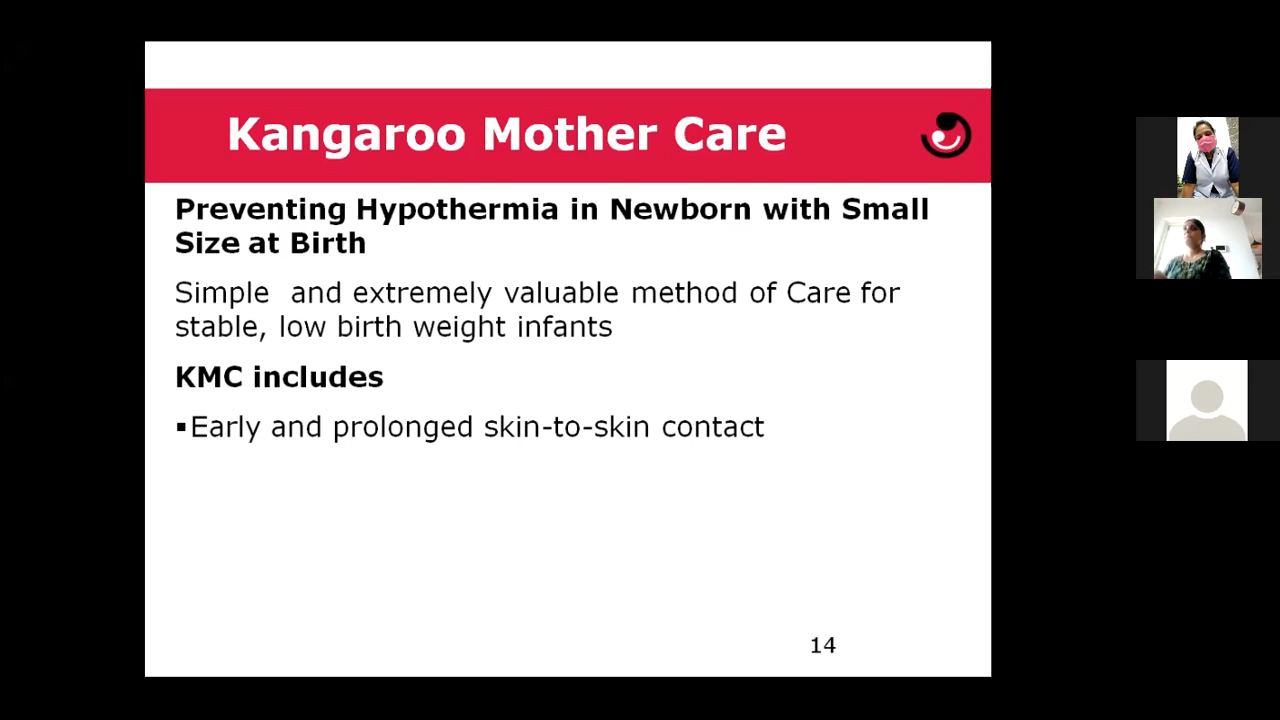 Kangaroo Mother Care
Preventing Hypothermia in Newborn with Small
Size at Birth
Simple and extremely valuable method of Care for
stable, low birth weight infants
KMC includes
▪Early and prolonged skin-to-skin contact
14